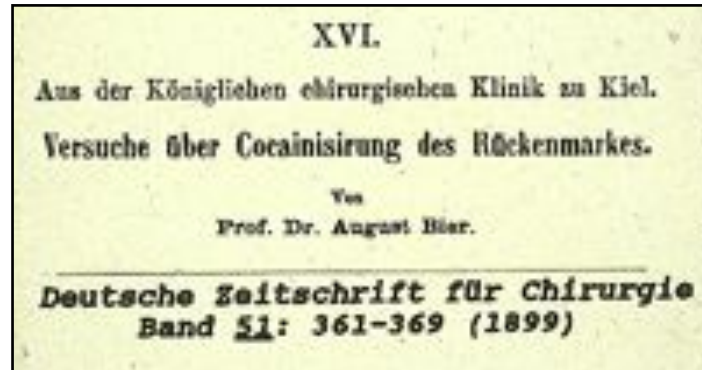 XVI.
Aus der Königlichen chirurgischen Klinik zu Kiel.
Versuche über Cocainisirung des Rückenmarkes.
Von
Prof. Dr. August Bier.
Deutsche Zeitschrift für Chirurgie
Band 51: 361-369 (1899)